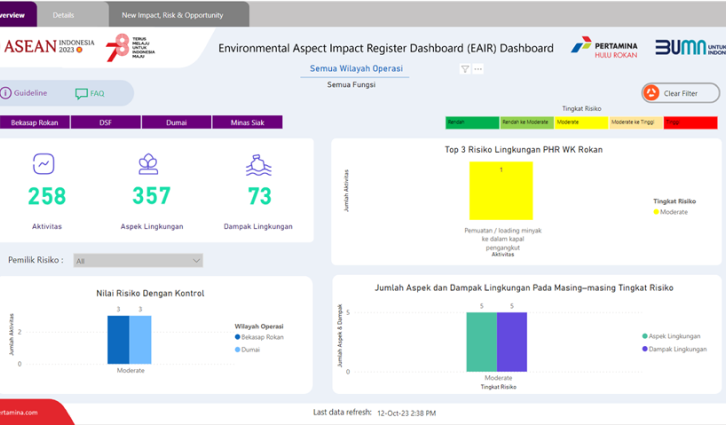 verview
Details
New Impact, Risk & Opportunity
ASEAN INDONESIA 2023
78 TERUS MELAJU UNTUK INDONESIA MAJU
Environmental Aspect Impact Register Dashboard (EAIR) Dashboard
PERTAMINA
HULU ROKAN
BUMN UNTUK INDONE
Semua Wilayah Operasi
Semua Fungsi
Guideline
FAQ
Clear Filter
Tingkat Risiko
Bekasap Rokan
DSF
Dumai
Minas Siak
Rendah
Rendah ke Moderate
Moderate
Moderate ke Tinggi
Tinggi
258
357
73
Aktivitas
Aspek Lingkungan
Dampak Lingkungan
Top 3 Risiko Lingkungan PHR WK Rokan
Jumlah Aktivitas
1
Pemuatan / loading minyak
ke dalam kapal
pengangkut
Aktivitas
Tingkat Risiko
Moderate
Pemilik Risiko :
All
Nilai Risiko Dengan Kontrol
Jumlah Aktivitas
2
0
3
3
Moderate
Wilayah Operasi
Bekasap Rokan
Dumai
Jumlah Aspek dan Dampak Lingkungan Pada Masing-masing Tingkat Risiko
Jumlah Aspek & Dampak
5
0
5
5
Moderate
Tingkat Risiko
Aspek Lingkungan
Dampak Lingkungan
ertamina.com
Last data refresh: 12-Oct-23 2:38 PM